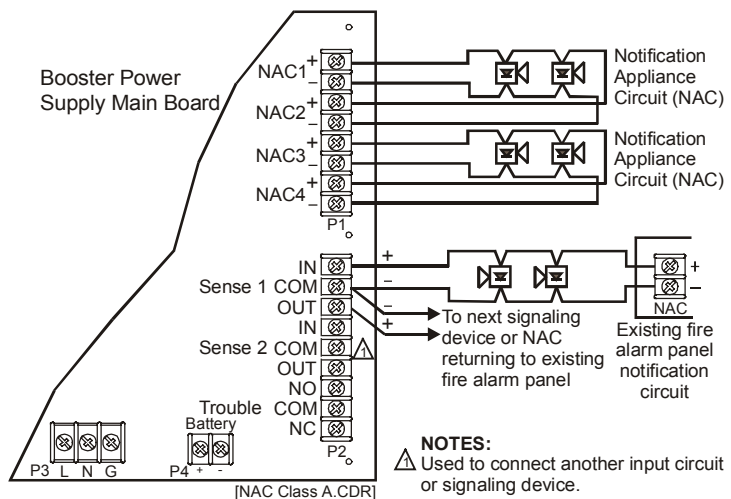 Booster Power
Supply Main Board
NAC1
+
−
NAC2
+
−
NAC3
+
−
NAC4
+
−
P1
Notification
Appliance
Circuit (NAC)
Notification
Appliance
Circuit (NAC)
Sense 1
IN
COM
OUT
Sense 2
IN
COM
OUT
Trouble
NO
COM
NC
P2
+
−
−
+
1
To next signaling
device or NAC
returning to existing
fire alarm panel
+
−
NAC
Existing fire
alarm panel
notification
circuit
P3 L N G
Battery
P4 + -
NOTES:
1 Used to connect another input circuit
or signaling device.
[NAC Class A.CDR]